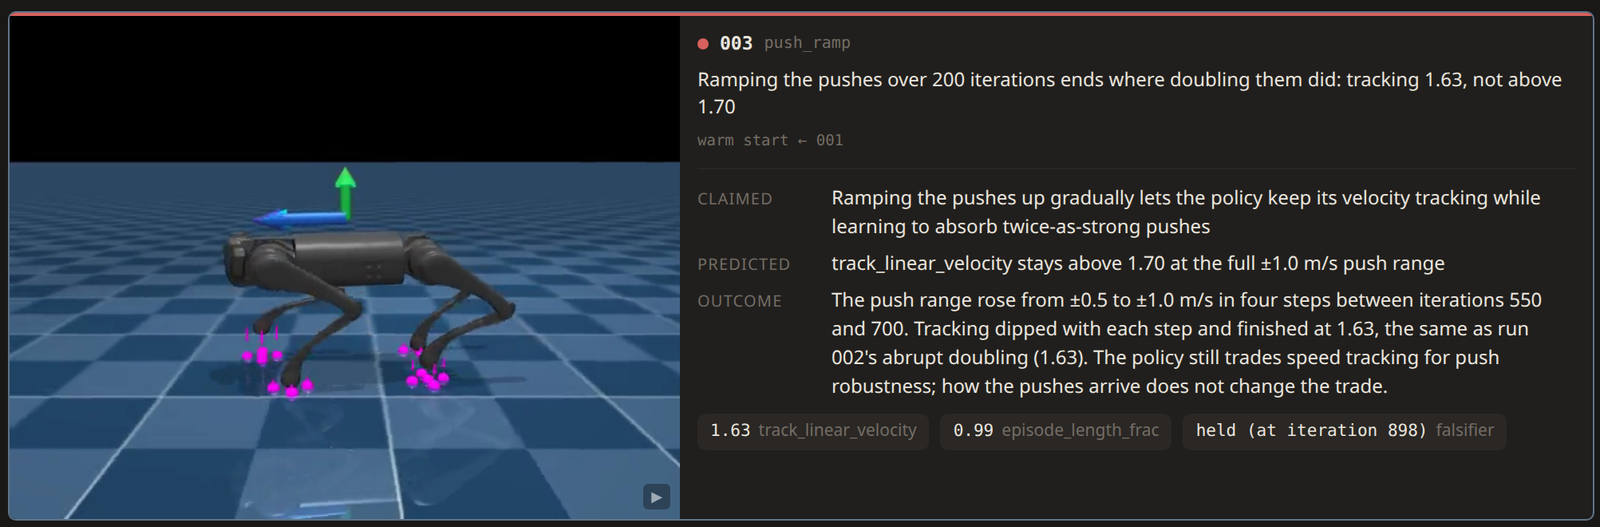 003 push_ramp
Ramping the pushes over 200 iterations ends where doubling them did: tracking 1.63, not above
1.70
warm start ← 001
CLAIMED Ramping the pushes up gradually lets the policy keep its velocity tracking while
learning to absorb twice-as-strong pushes
PREDICTED track_linear_velocity stays above 1.70 at the full ±1.0 m/s push range
OUTCOME The push range rose from ±0.5 to ±1.0 m/s in four steps between iterations 550
and 700. Tracking dipped with each step and finished at 1.63, the same as run
002's abrupt doubling (1.63). The policy still trades speed tracking for push
robustness; how the pushes arrive does not change the trade.
1.63 track_linear_velocity 0.99 episode_length_frac held (at iteration 898) falsifier